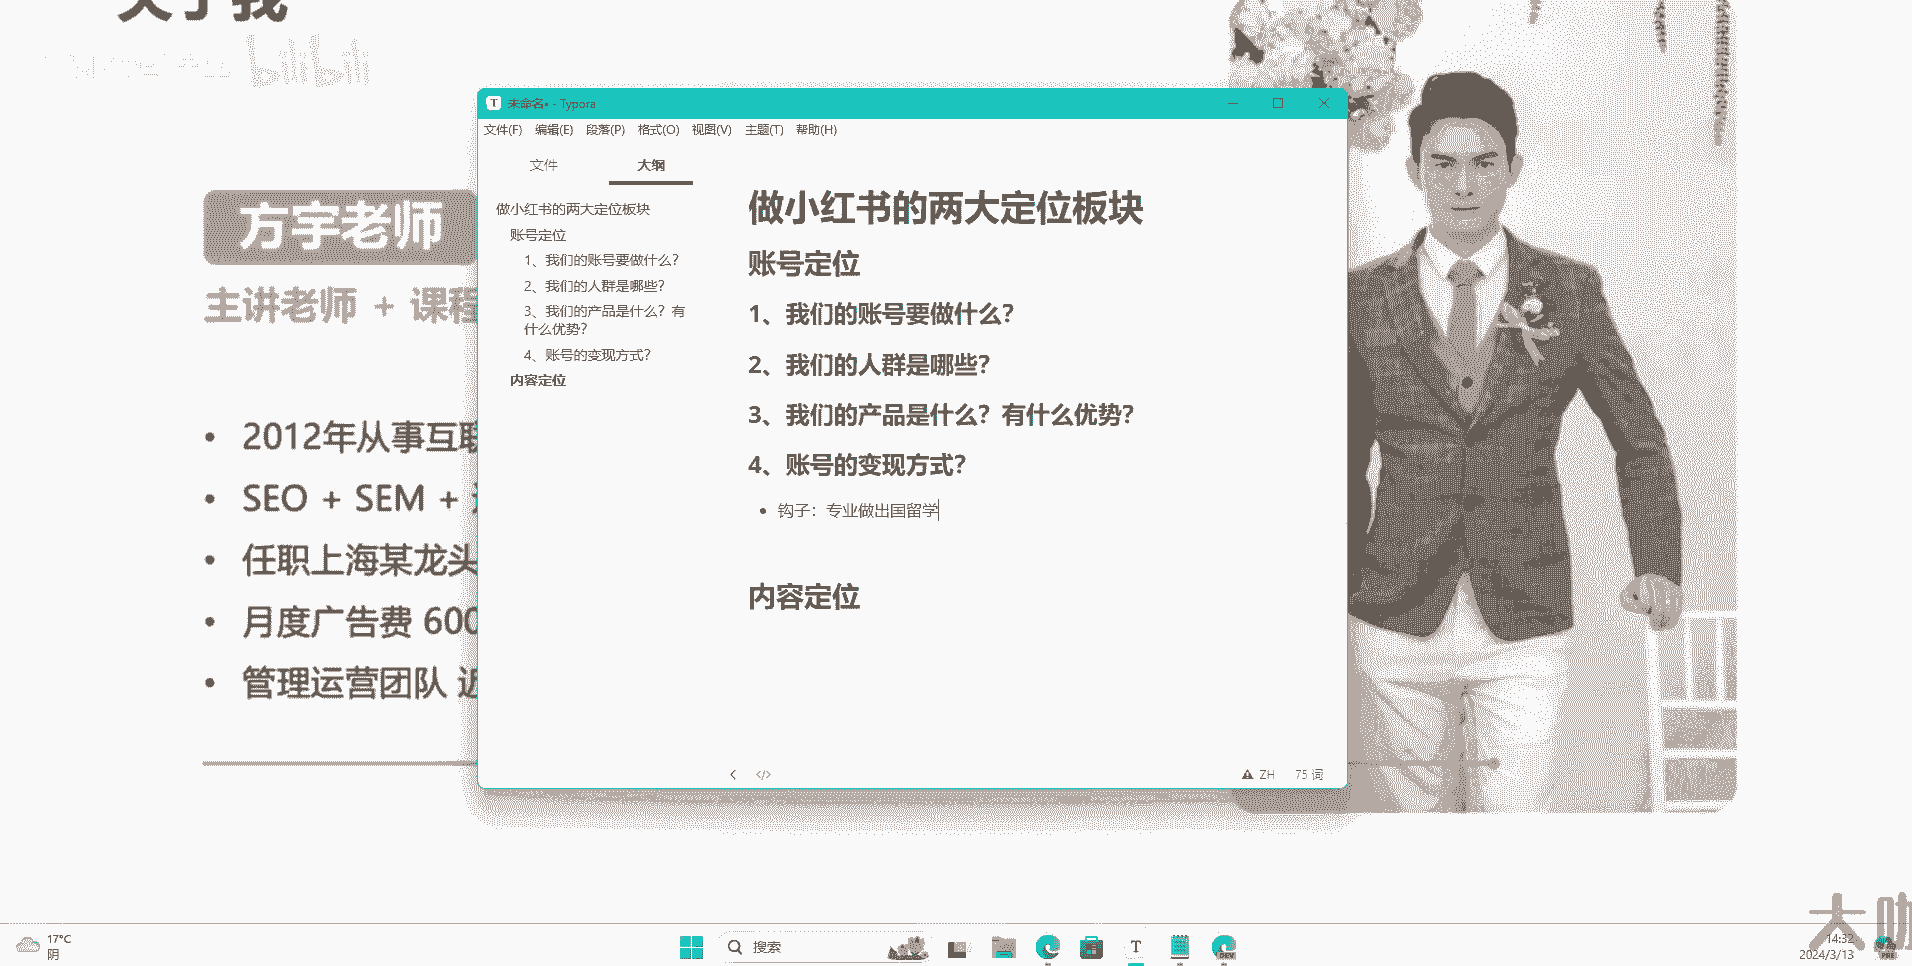 关于我
bilibili
方宇老师
主讲老师 + 课程
2012年从事互联
SEO + SEM +
任职上海某龙头
月度广告费 600
管理运营团队 近
未命名• - Typora
文件(F) 编辑(E) 段落(P) 格式(O) 视图(V) 主题(T) 帮助(H)
文件 大纲
做小红书的两大定位板块
账号定位
1、我们的账号要做什么？
2、我们的人群是哪些？
3、我们的产品是什么？有
什么优势？
4、账号的变现方式？
内容定位
做小红书的两大定位板块
账号定位
1、我们的账号要做什么？
2、我们的人群是哪些？
3、我们的产品是什么？有什么优势？
4、账号的变现方式？
钩子：专业做出国留学
内容定位
ZH 75 词
大咖
17°C
阴
搜索
DEV
14:32
2024/3/13
PRE